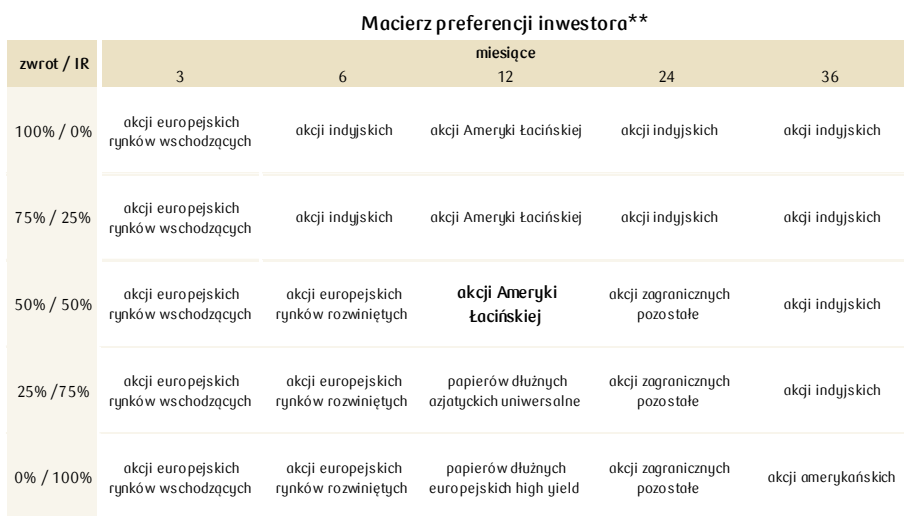 Macierz preferencji inwestora**
zwrot / IR
miesiące
3 6 12 24 36
100% / 0%
akcji europejskich
rynków wschodzących
akcji indyjskich
akcji Ameryki Łacińskiej
akcji indyjskich
akcji indyjskich
75% / 25%
akcji europejskich
rynków wschodzących
akcji indyjskich
akcji Ameryki Łacińskiej
akcji indyjskich
akcji indyjskich
50% / 50%
akcji europejskich
rynków wschodzących
akcji europejskich
rynków rozwiniętych
akcji Ameryki
Łacińskiej
akcji zagranicznych
pozostałe
akcji indyjskich
25% /75%
akcji europejskich
rynków wschodzących
akcji europejskich
rynków rozwiniętych
papierów dłużnych
azjatyckich uniwersalne
akcji zagranicznych
pozostałe
akcji indyjskich
0% / 100%
akcji europejskich
rynków wschodzących
akcji europejskich
rynków rozwiniętych
papierów dłużnych
europejskich high yield
akcji zagranicznych
pozostałe
akcji amerykańskich